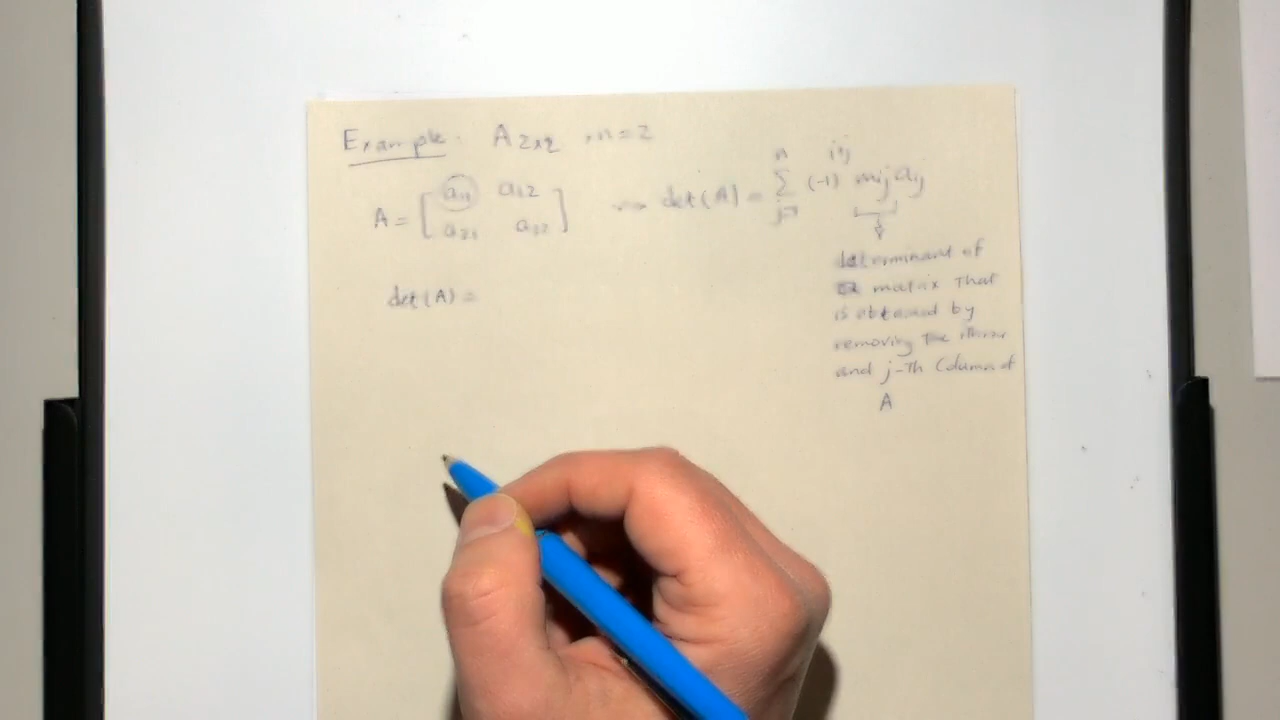 Example. A 2x2 , n=2
A = [ a11 a12
a21 a22 ]
→ det(A) = n Σ j=1 (-1) i+j mij aij
det(A) =
determinant of
a matrix that
is obtained by
removing the
and j-Th Column of
A